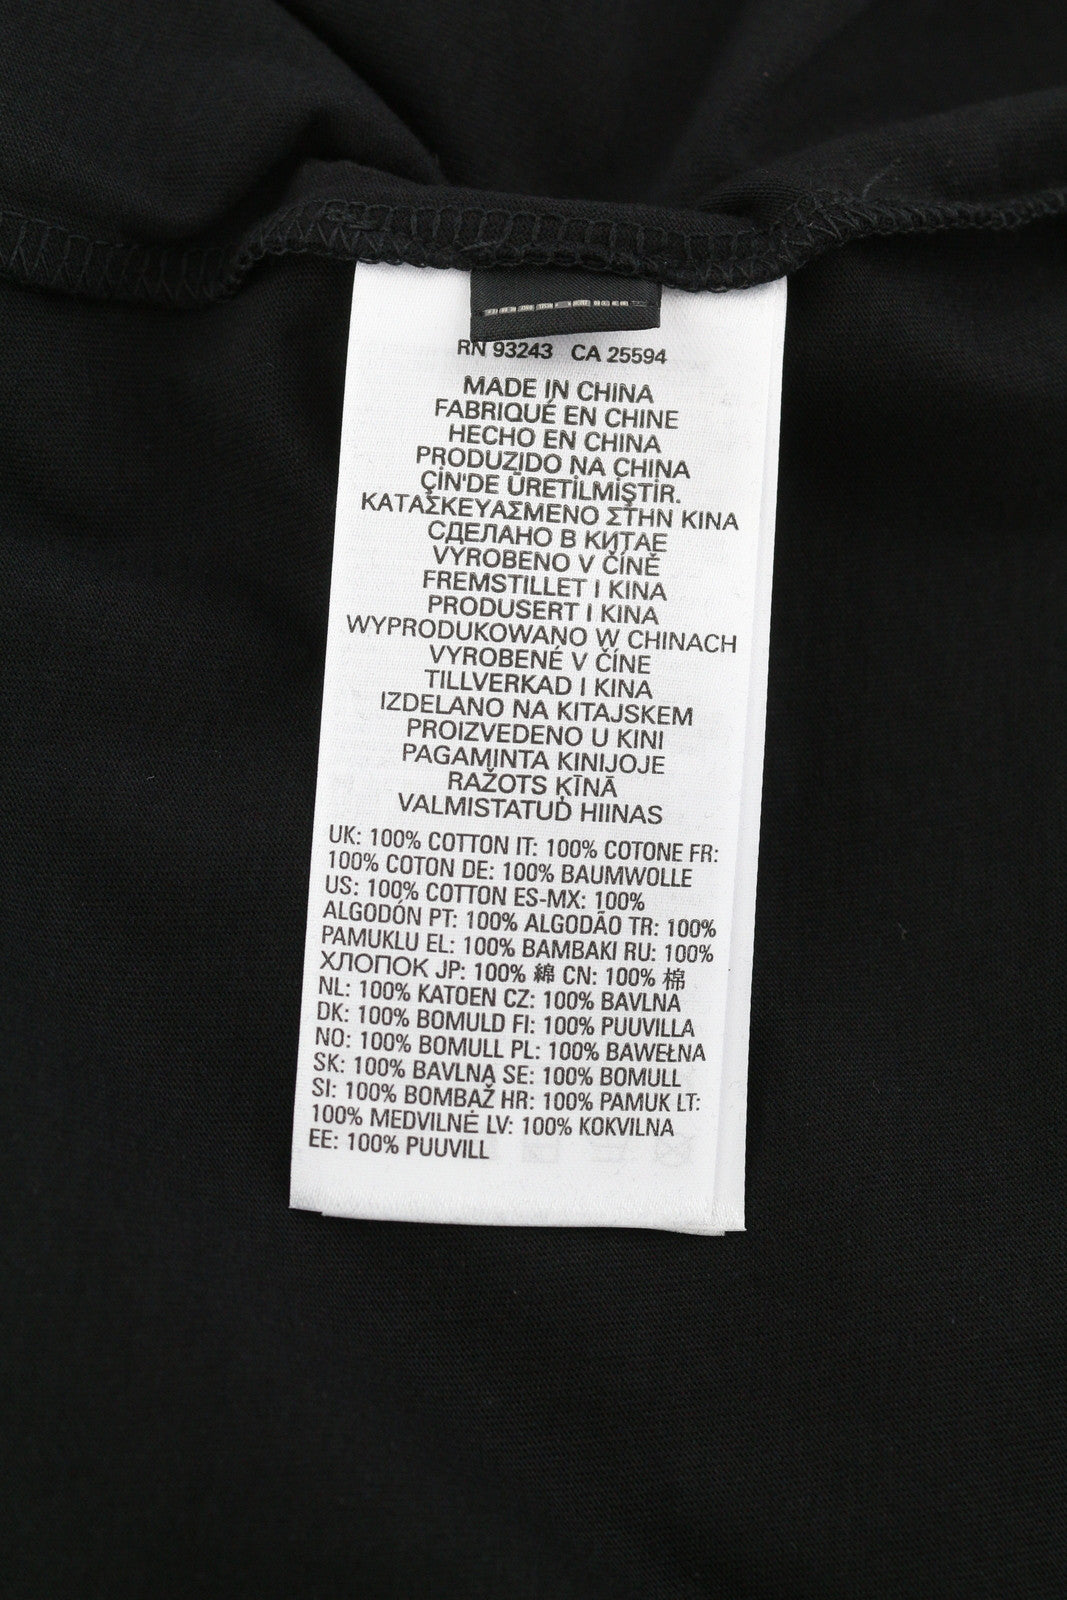 RN 93243 CA 25594
MADE IN CHINA
FABRIQUÉ EN CHINE
HECHO EN CHINA
PRODUZIDO NA CHINA
ÇİN'DE ÜRETİLMİŞTİR.
ΚΑΤΑΣΚΕΥΑΣΜΕΝΟ ΣΤΗΝ ΚΙΝΑ
СДЕЛАНО В КИТАЕ
VYROBENO V ČÍNĚ
FREMSTILLET I KINA
PRODUSERT I KINA
WYPRODUKOWANO W CHINACH
VYROBENÉ V ČÍNE
TILLVERKAD I KINA
IZDELANO NA KITAJSKEM
PROIZVEDENO U KINI
PAGAMINTA KINIJOJE
RAŽOTS ĶĪNĀ
VALMISTATUD HIINAS
UK: 100% COTTON IT: 100% COTONE FR:
100% COTON DE: 100% BAUMWOLLE
US: 100% COTTON ES-MX: 100%
ALGODÓN PT: 100% ALGODÃO TR: 100%
PAMUKLU EL: 100% ΒΑΜΒΑΚΙ RU: 100%
ХЛОПОК JP: 100% 綿 CN: 100% 棉
NL: 100% KATOEN CZ: 100% BAVLNA
DK: 100% BOMULD FI: 100% PUUVILLA
NO: 100% BOMULL PL: 100% BAWEŁNA
SK: 100% BAVLNA SE: 100% BOMULL
SI: 100% BOMBAŽ HR: 100% PAMUK LT:
100% MEDVILNĖ LV: 100% KOKVILNA
EE: 100% PUUVILL